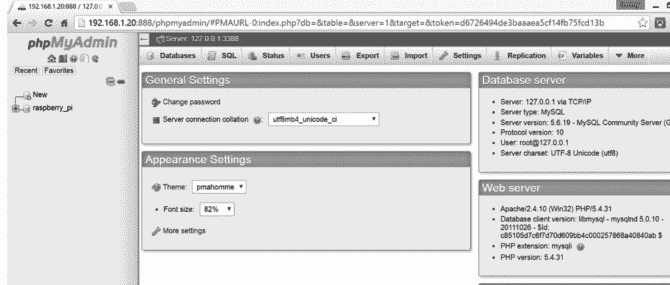 192.168.1.20:888 / 127.0.
192.168.1.20:888/phpmyadmin/#PMAURL-0:index.php?db=&table=&server=1&target=&token=d6726494de3baaaea5cf14fb75fcd13b
phpMyAdmin
Recent Favorites
New
raspberry_pi
Server: 127.0.0.1:3388
Databases SQL Status Users Export Import Settings Replication Variables More
General Settings
Change password
Server connection collation : utf8mb4_unicode_ci
Appearance Settings
Theme: pmahomme
Font size: 82%
More settings
Database server
Server: 127.0.0.1 via TCP/IP
Server type: MySQL
Server version: 5.6.19 - MySQL Community Server (G
Protocol version: 10
User: root@127.0.0.1
Server charset: UTF-8 Unicode (utf8)
Web server
Apache/2.4.10 (Win32) PHP/5.4.31
Database client version: libmysql - mysqlnd 5.0.10 -
20111026 - $Id:
c85105d7c6f7d70d609bb4c000257868a40840ab $
PHP extension: mysqli
PHP version: 5.4.31